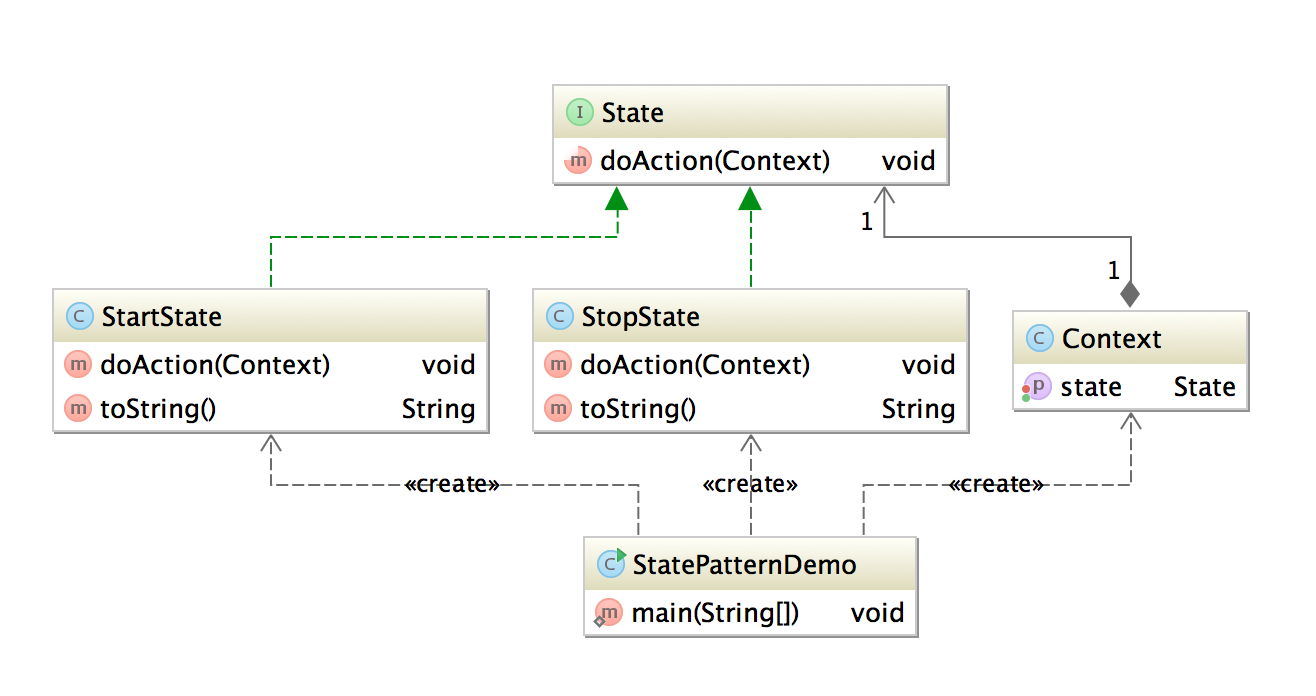 I State
m doAction(Context) void
1
1
C StartState
m doAction(Context) void
m toString() String
C StopState
m doAction(Context) void
m toString() String
C Context
p state State
«create»
«create»
«create»
C StatePatternDemo
m main(String[]) void